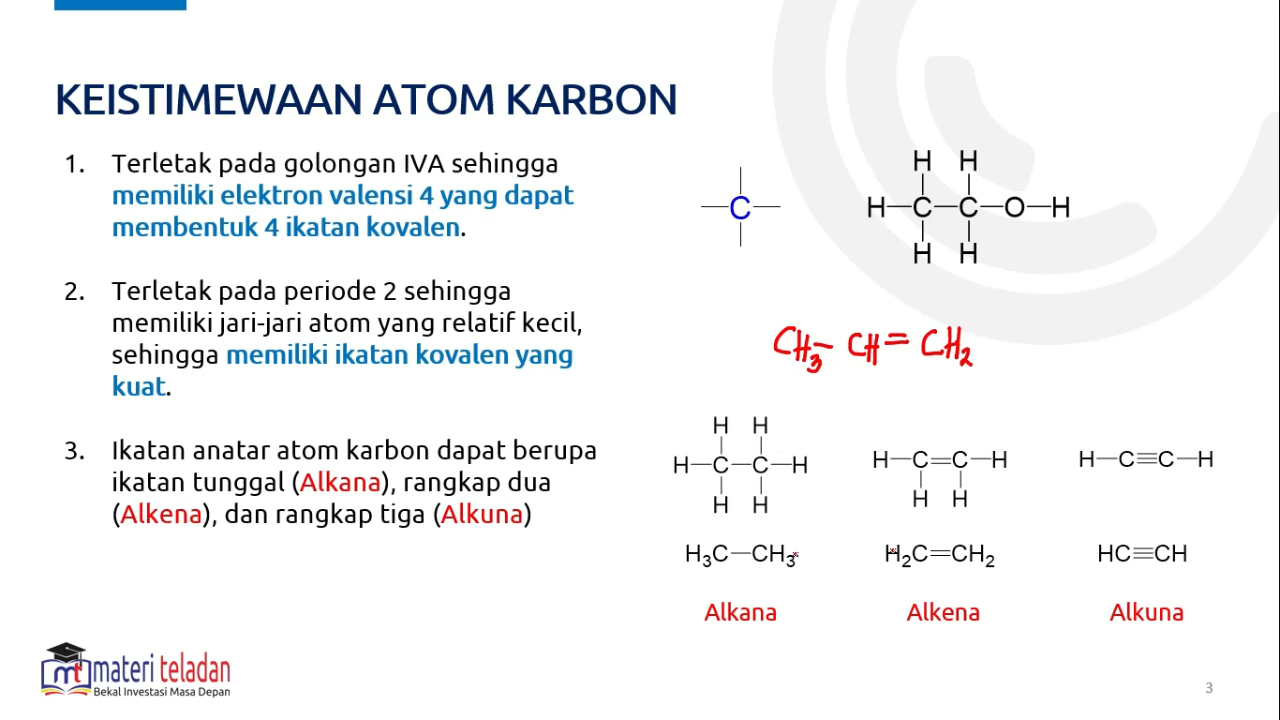 KEISTIMEWAAN ATOM KARBON
1. Terletak pada golongan IVA sehingga
memiliki elektron valensi 4 yang dapat
membentuk 4 ikatan kovalen.
2. Terletak pada periode 2 sehingga
memiliki jari-jari atom yang relatif kecil,
sehingga memiliki ikatan kovalen yang
kuat.
3. Ikatan anatar atom karbon dapat berupa
ikatan tunggal (Alkana), rangkap dua
(Alkena), dan rangkap tiga (Alkuna)
H H
C H—C—C—O—H
H H
CH₃– CH = CH₂
H H
H—C—C—H H—C=C—H H—C≡C—H
H H H H
H₃C—CH₃ H₂C=CH₂ HC≡CH
Alkana Alkena Alkuna
mt materi teladan
Bekal Investasi Masa Depan
3